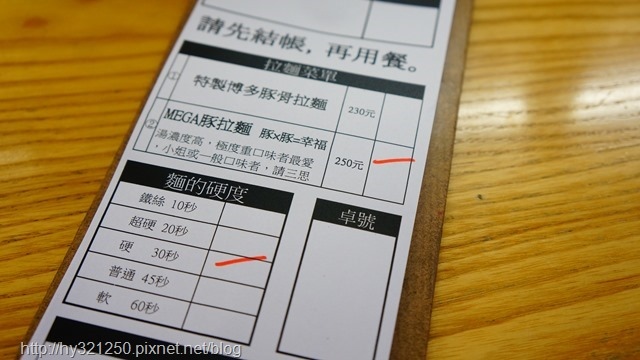 請先結帳，再用餐。
拉麵菜單
① 特製博多豚骨拉麵 230元
② MEGA豚拉麵 豚x豚=幸福 250元
湯濃度高，極度重口味者最愛
，小姐或一般口味者，請三思
麵的硬度
鐵絲 10秒
超硬 20秒
硬 30秒
普通 45秒
軟 60秒
卓號
http://hy321250.pixnet.net/blog